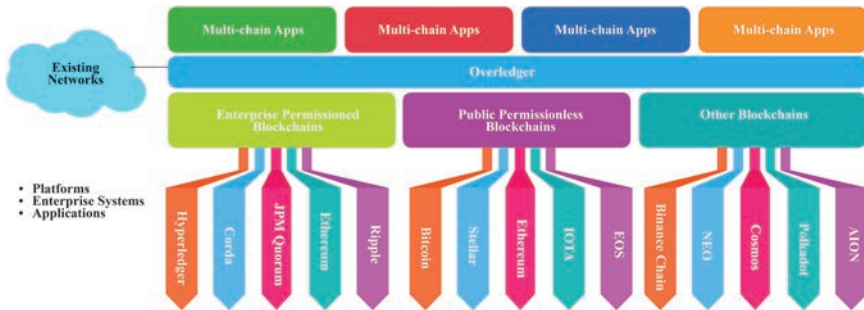 Multi-chain Apps
Multi-chain Apps
Multi-chain Apps
Multi-chain Apps
Existing
Networks
Overledger
Enterprise Permissioned
Blockchains
Public Permissionless
Blockchains
Other Blockchains
• Platforms
• Enterprise Systems
• Applications
Hyperledger
Corda
JPM Quorum
Ethereum
Ripple
Bitcoin
Stellar
Ethereum
IOTA
EOS
Binance Chain
NEO
Cosmos
Polkadot
AION